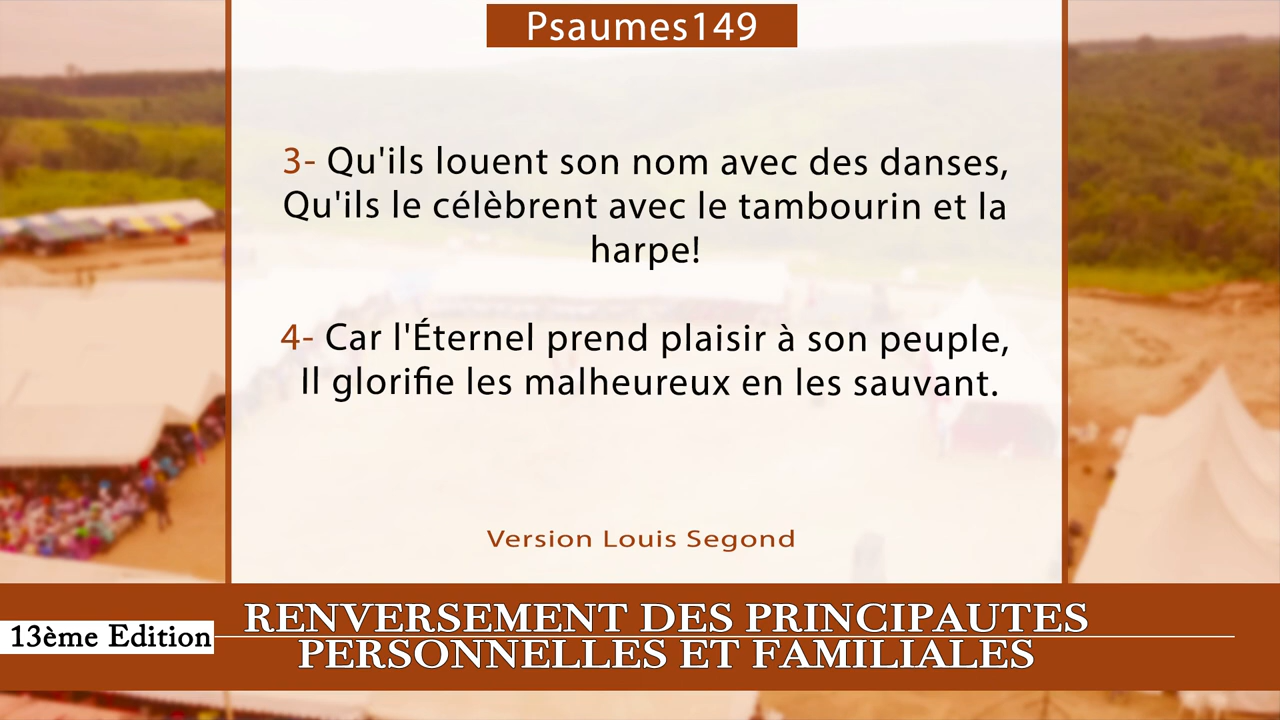 Psaumes149
3- Qu'ils louent son nom avec des danses,
Qu'ils le célèbrent avec le tambourin et la
harpe!
4- Car l'Éternel prend plaisir à son peuple,
Il glorifie les malheureux en les sauvant.
Version Louis Segond
13ème Edition
RENVERSEMENT DES PRINCIPAUTES
PERSONNELLES ET FAMILIALES